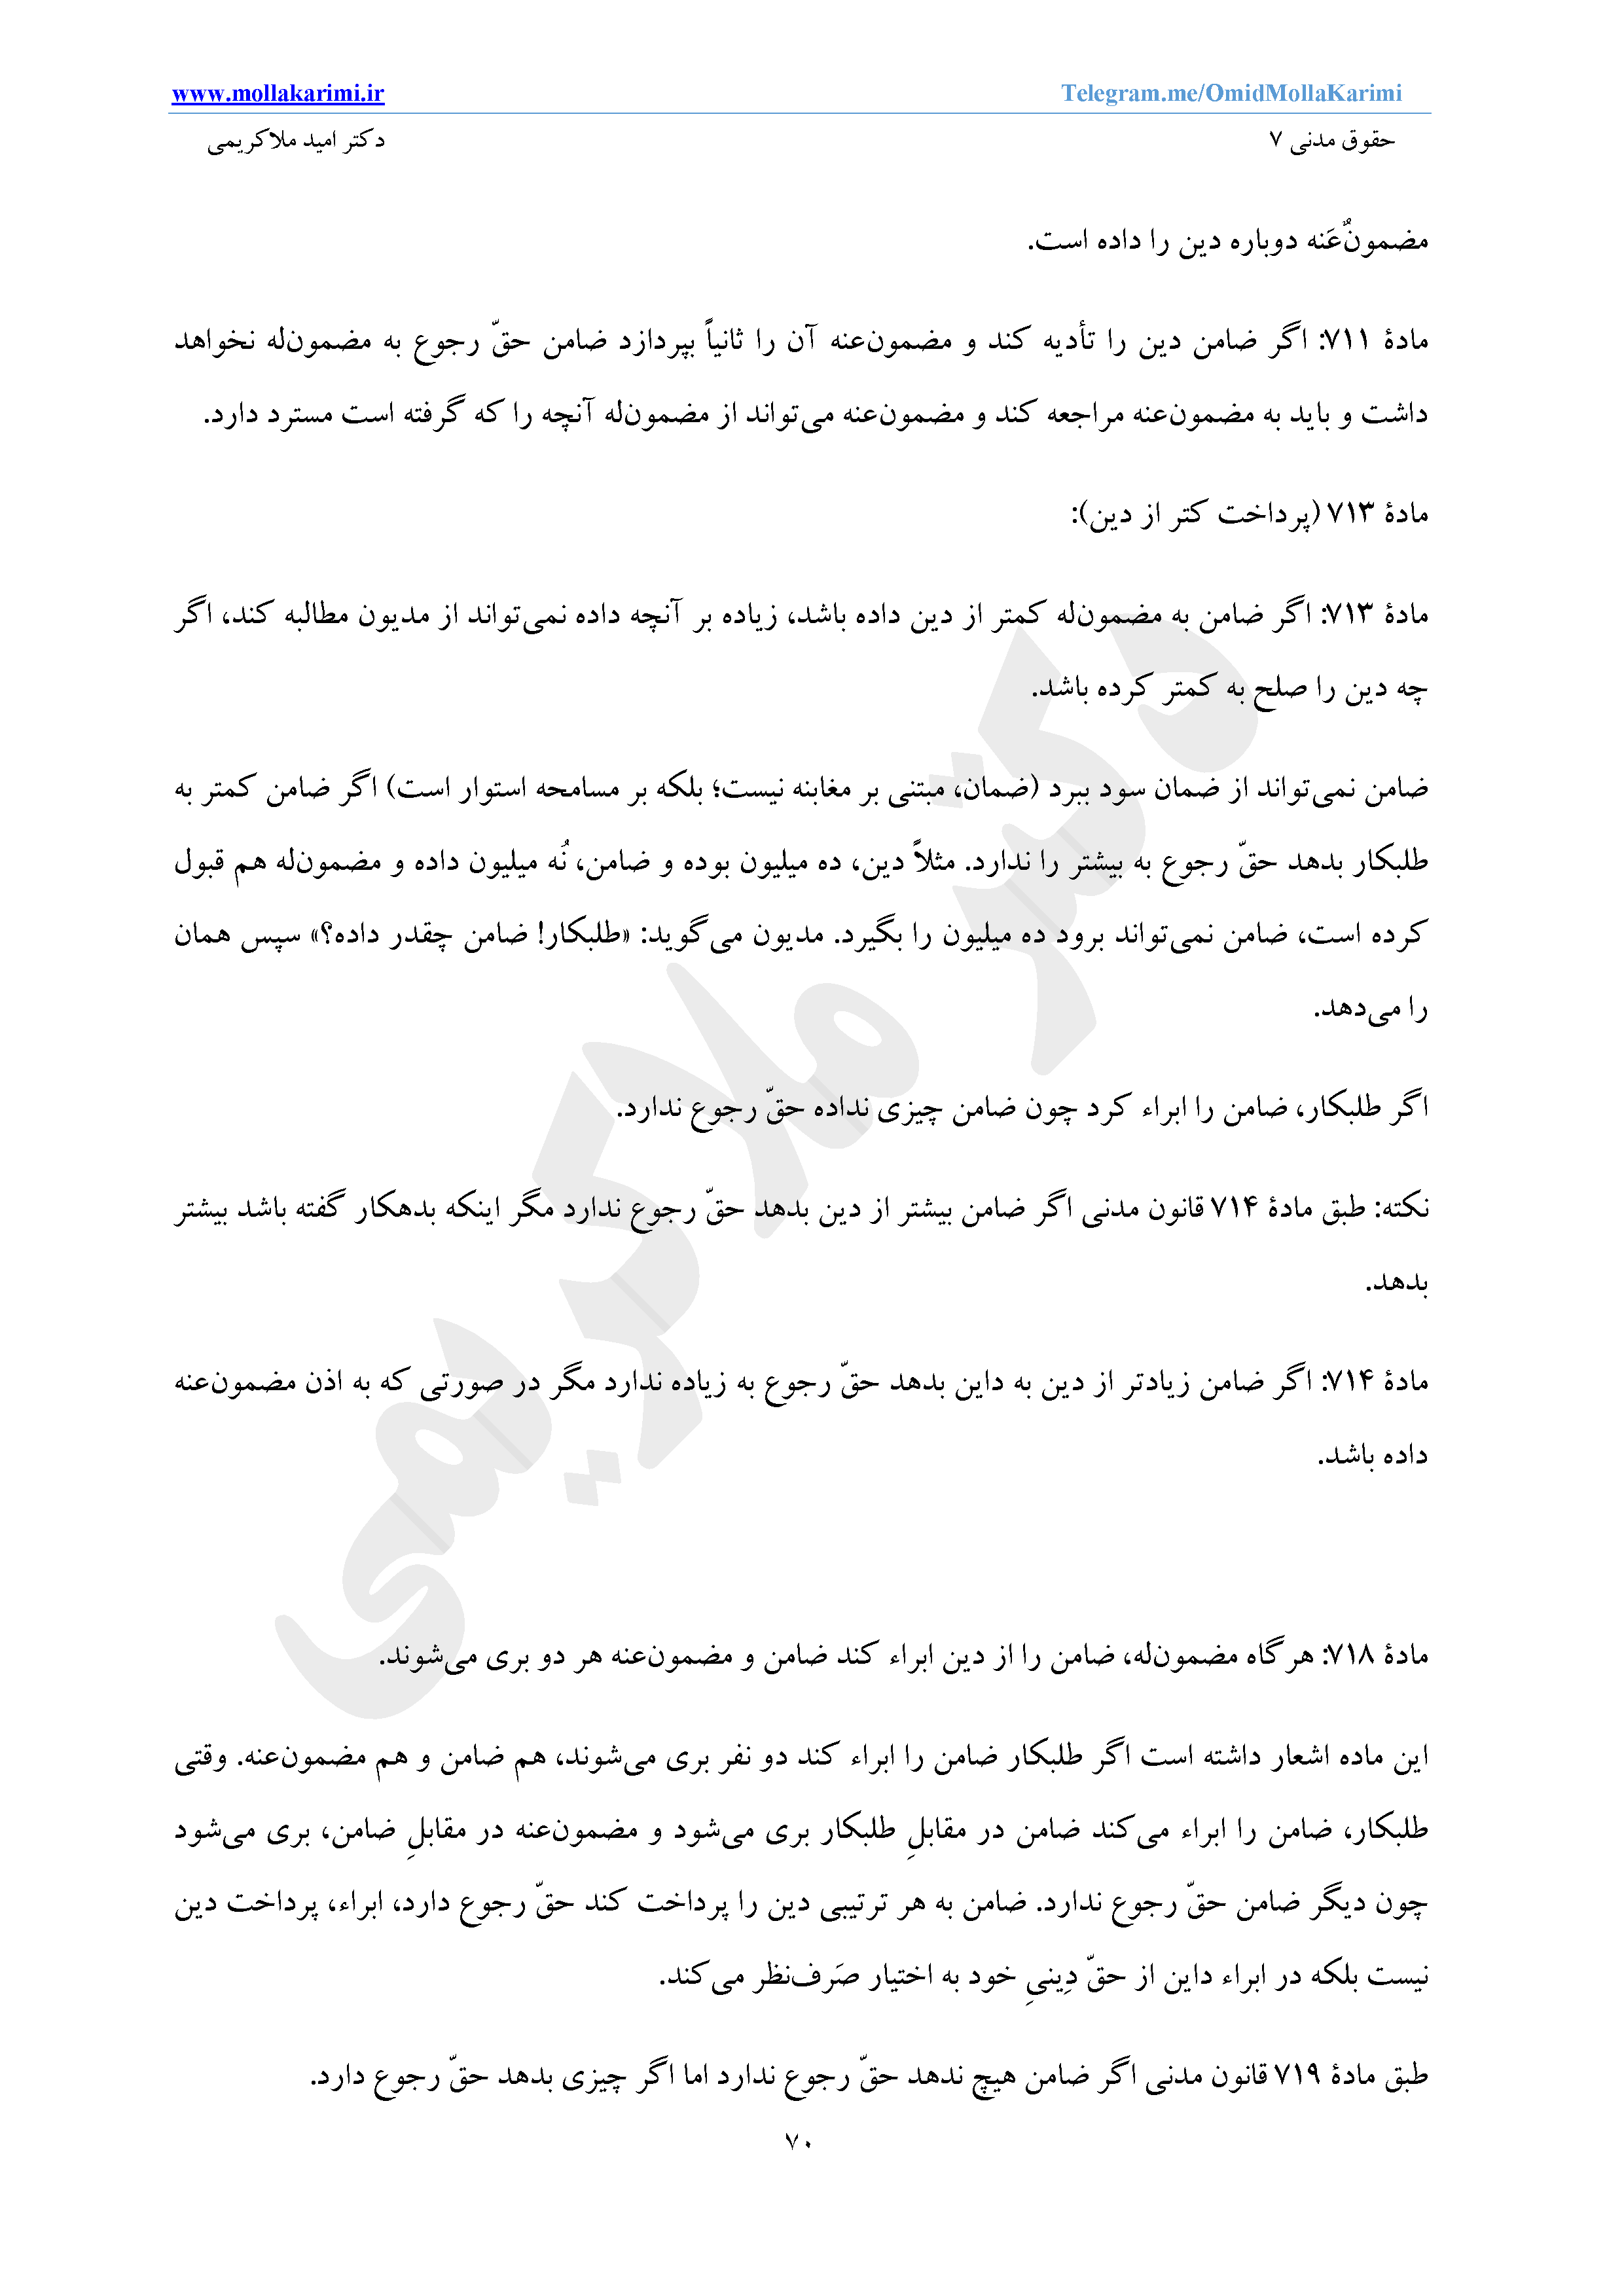 Telegram.me/OmidMollaKarimi www.mollakarimi.ir
حقوق مدنی ۷ دکتر امید ملاکریمی
مضمونٌ‌عَنه دوباره دین را داده است.
مادۀ ۷۱۱: اگر ضامن دین را تأدیه کند و مضمون‌عنه آن را ثانیاً بپردازد ضامن حقّ رجوع به مضمون‌له نخواهد
داشت و باید به مضمون‌عنه مراجعه کند و مضمون‌عنه می‌تواند از مضمون‌له آنچه را که گرفته است مسترد دارد.
مادۀ ۷۱۳ (پرداخت کتر از دین):
مادۀ ۷۱۳: اگر ضامن به مضمون‌له کمتر از دین داده باشد، زیاده بر آنچه داده نمی‌تواند از مدیون مطالبه کند، اگر
چه دین را صلح به کمتر کرده باشد.
ضامن نمی‌تواند از ضمان سود ببرد (ضمان، مبتنی بر مغابنه نیست؛ بلکه بر مسامحه استوار است) اگر ضامن کمتر به
طلبکار بدهد حقّ رجوع به بیشتر را ندارد. مثلاً دین، ده میلیون بوده و ضامن، نُه میلیون داده و مضمون‌له هم قبول
کرده است، ضامن نمی‌تواند برود ده میلیون را بگیرد. مدیون می‌گوید: «طلبکار! ضامن چقدر داده؟» سپس همان
را می‌دهد.
اگر طلبکار، ضامن را ابراء کرد چون ضامن چیزی نداده حقّ رجوع ندارد.
نکته: طبق مادۀ ۷۱۴ قانون مدنی اگر ضامن بیشتر از دین بدهد حقّ رجوع ندارد مگر اینکه بدهکار گفته باشد بیشتر
بدهد.
مادۀ ۷۱۴: اگر ضامن زیادتر از دین به داین بدهد حقّ رجوع به زیاده ندارد مگر در صورتی که به اذن مضمون‌عنه
داده باشد.
مادۀ ۷۱۸: هرگاه مضمون‌له، ضامن را از دین ابراء کند ضامن و مضمون‌عنه هر دو بری می‌شوند.
این ماده اشعار داشته است اگر طلبکار ضامن را ابراء کند دو نفر بری می‌شوند، هم ضامن و هم مضمون‌عنه. وقتی
طلبکار، ضامن را ابراء می‌کند ضامن در مقابلِ طلبکار بری می‌شود و مضمون‌عنه در مقابلِ ضامن، بری می‌شود
چون دیگر ضامن حقّ رجوع ندارد. ضامن به هر ترتیبی دین را پرداخت کند حقّ رجوع دارد، ابراء، پرداخت دین
نیست بلکه در ابراء داین از حقّ دِینیِ خود به اختیار صَرف‌نظر می‌کند.
طبق مادۀ ۷۱۹ قانون مدنی اگر ضامن هیچ ندهد حقّ رجوع ندارد اما اگر چیزی بدهد حقّ رجوع دارد.
۷۰
دکتر ملاکریمی